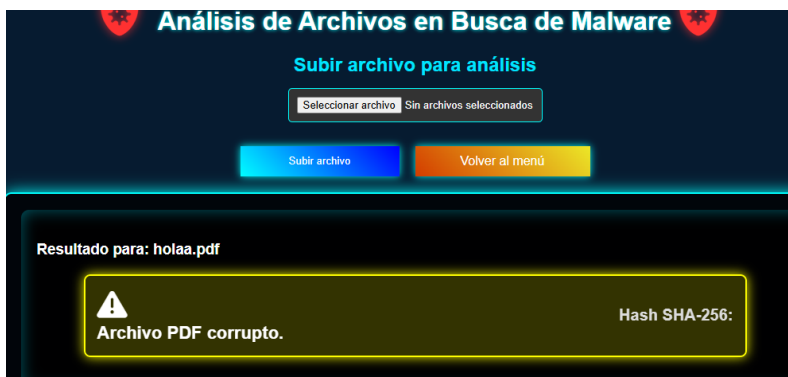 Análisis de Archivos en Busca de Malware
Subir archivo para análisis
Seleccionar archivo Sin archivos seleccionados
Subir archivo Volver al menú
Resultado para: holaa.pdf
Archivo PDF corrupto.
Hash SHA-256: